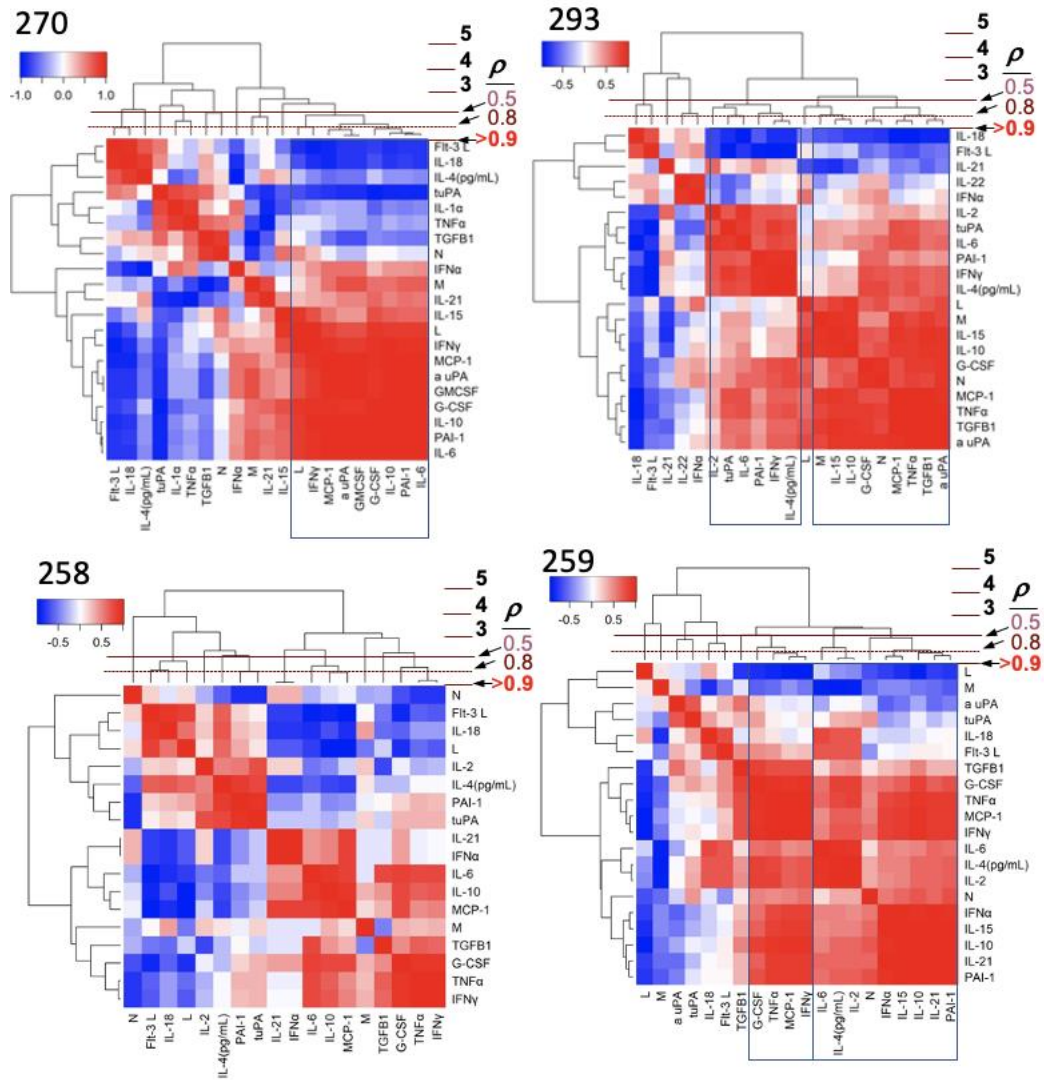 270
-1.0 0.0 1.0
5
4
3
ρ
0.5
0.8
>0.9
Flt-3 L
IL-18
IL-4(pg/mL)
tuPA
IL-1α
TNFα
TGFB1
N
IFNα
M
IL-21
IL-15
L
IFNγ
MCP-1
a uPA
GMCSF
G-CSF
IL-10
PAI-1
IL-6
Flt-3 L
IL-18
IL-4(pg/mL)
tuPA
IL-1α
TNFα
TGFB1
N
IFNα
M
IL-21
IL-15
L
IFNγ
MCP-1
a uPA
GMCSF
G-CSF
IL-10
PAI-1
IL-6
293
-0.5 0.5
5
4
3
ρ
0.5
0.8
>0.9
IL-18
Flt-3 L
IL-21
IL-22
IFNα
IL-2
tuPA
IL-6
PAI-1
IFNγ
IL-4(pg/mL)
L
M
IL-15
IL-10
G-CSF
N
MCP-1
TNFα
TGFB1
a uPA
IL-18
Flt-3 L
IL-21
IL-22
IFNα
IL-2
tuPA
IL-6
PAI-1
IFNγ
IL-4(pg/mL)
L
M
IL-15
IL-10
G-CSF
N
MCP-1
TNFα
TGFB1
a uPA
258
-0.5 0.5
5
4
3
ρ
0.5
0.8
>0.9
N
Flt-3 L
IL-18
L
IL-2
IL-4(pg/mL)
PAI-1
tuPA
IL-21
IFNα
IL-6
IL-10
MCP-1
M
TGFB1
G-CSF
TNFα
IFNγ
N
Flt-3 L
IL-18
L
IL-2
IL-4(pg/mL)
PAI-1
tuPA
IL-21
IFNα
IL-6
IL-10
MCP-1
M
TGFB1
G-CSF
TNFα
IFNγ
259
-0.5 0.5
5
4
3
ρ
0.5
0.8
>0.9
L
M
a uPA
tuPA
IL-18
Flt-3 L
TGFB1
G-CSF
TNFα
MCP-1
IFNγ
IL-6
IL-4(pg/mL)
IL-2
N
IFNα
IL-15
IL-10
IL-21
PAI-1
L
M
a uPA
tuPA
IL-18
Flt-3 L
TGFB1
G-CSF
TNFα
MCP-1
IFNγ
IL-6
IL-4(pg/mL)
IL-2
N
IFNα
IL-15
IL-10
IL-21
PAI-1